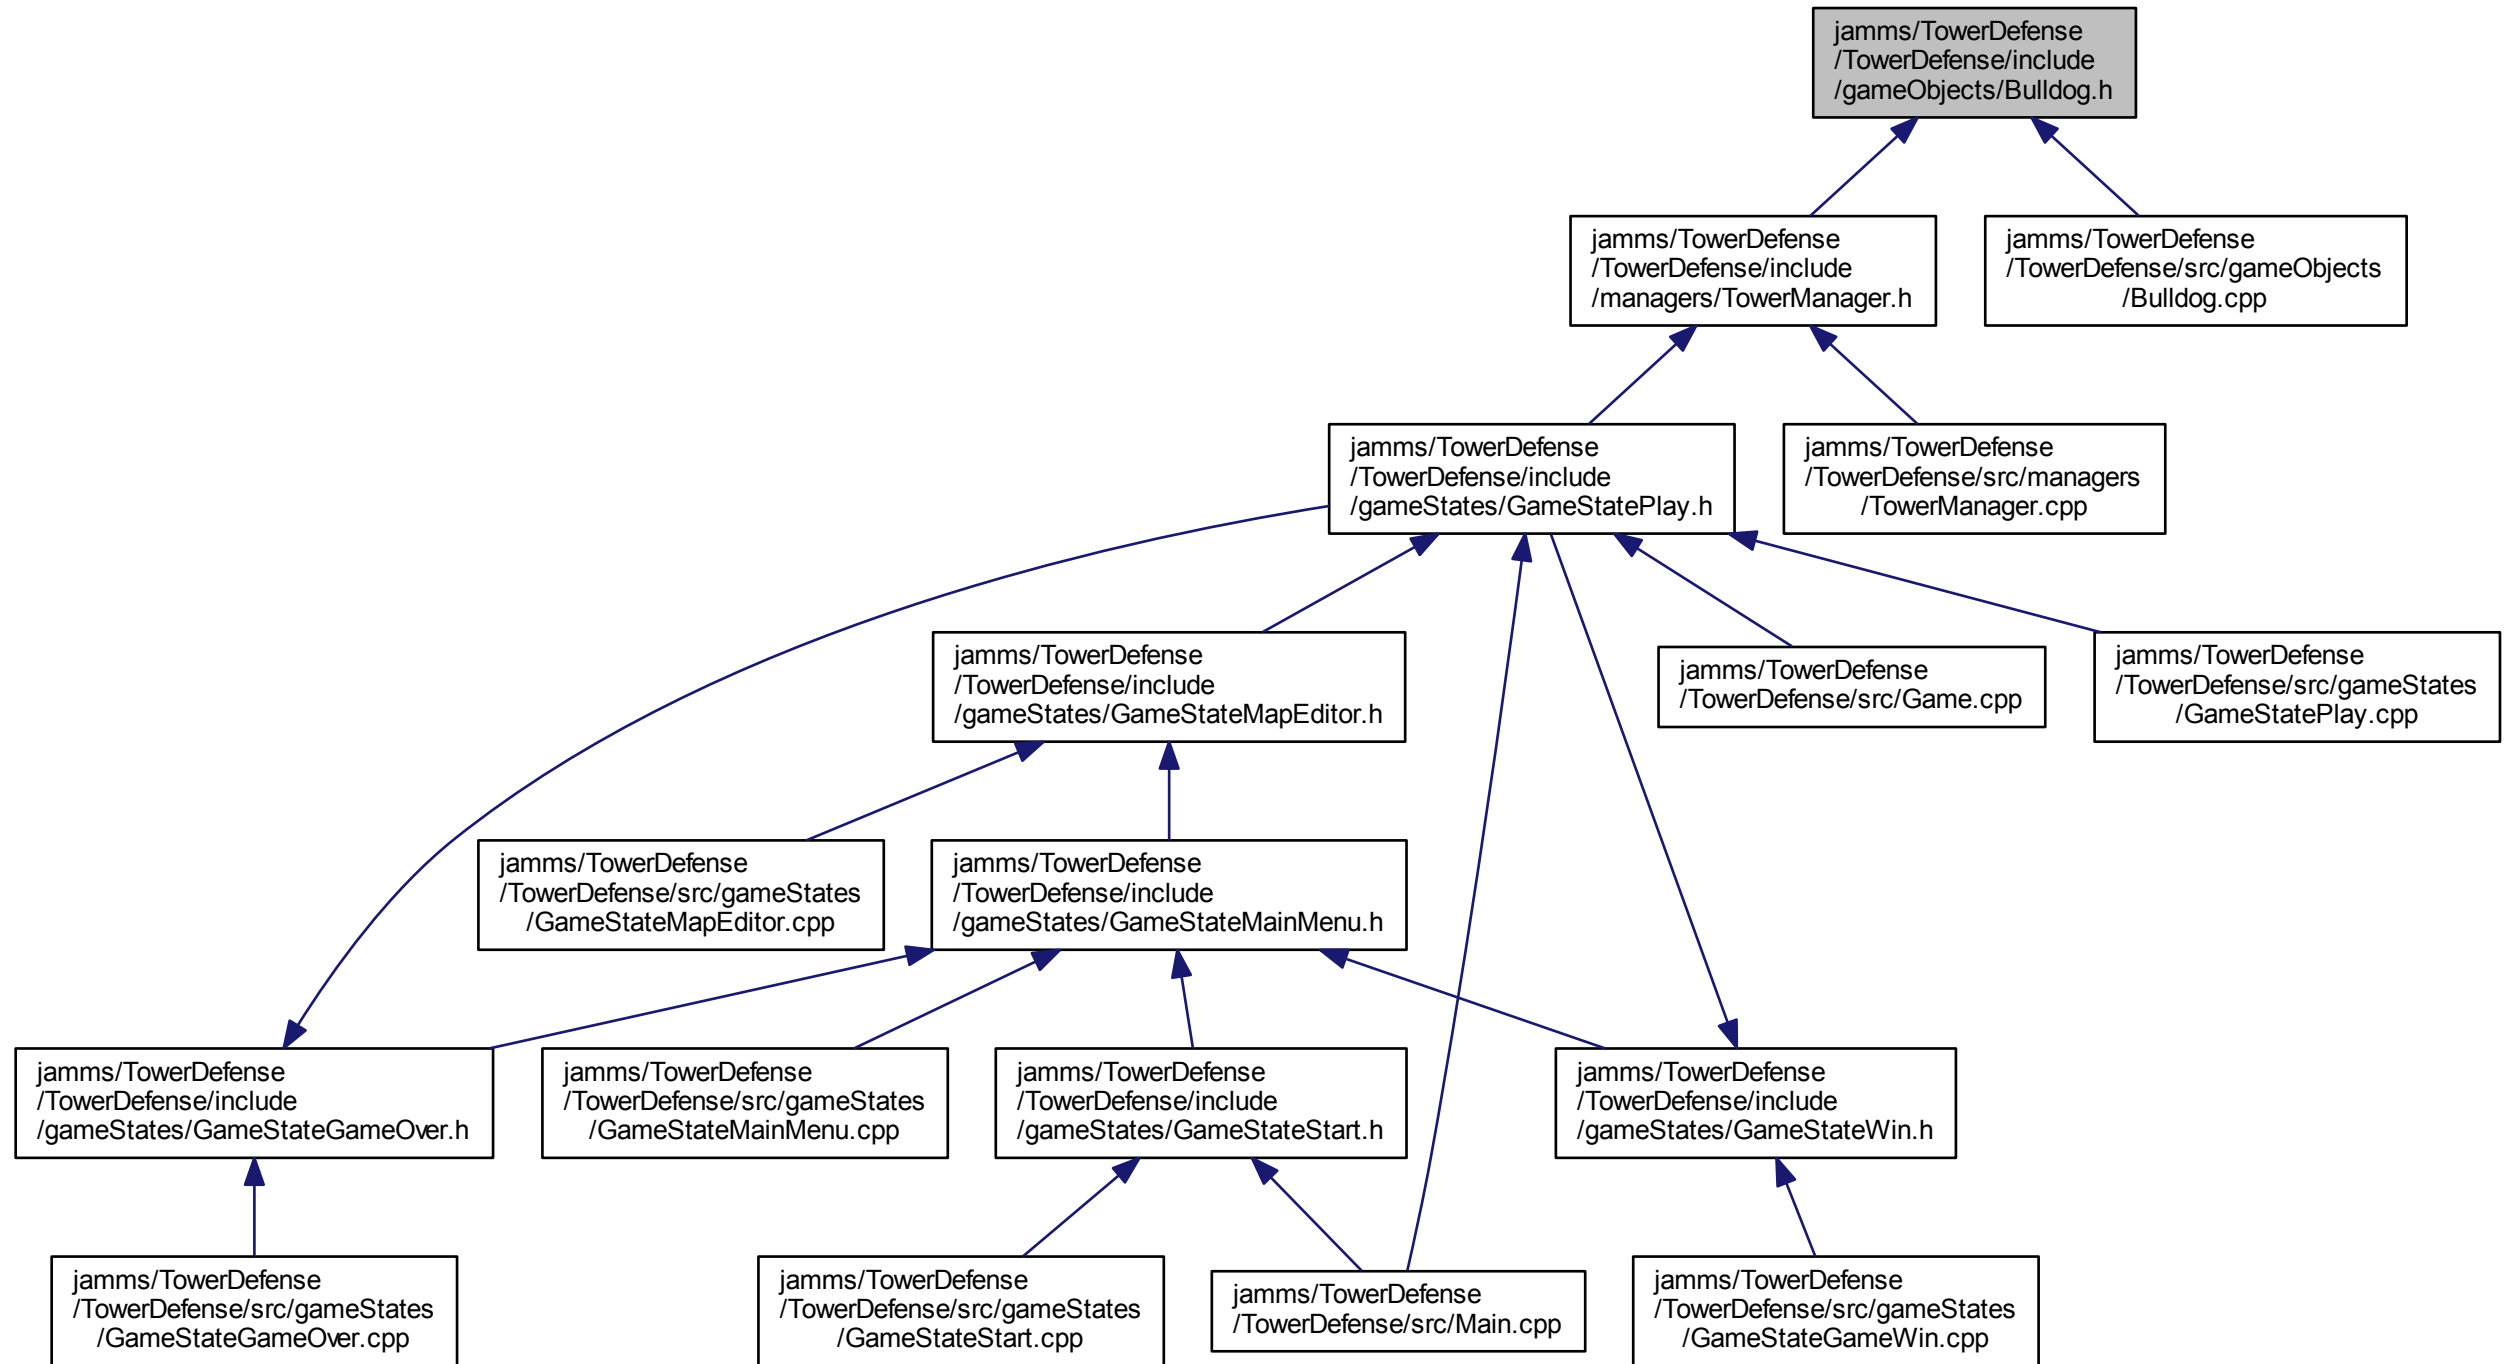 jamms/TowerDefense
/TowerDefense/include
/gameObjects/Bulldog.h
jamms/TowerDefense
/TowerDefense/include
/managers/TowerManager.h
jamms/TowerDefense
/TowerDefense/src/gameObjects
/Bulldog.cpp
jamms/TowerDefense
/TowerDefense/include
/gameStates/GameStatePlay.h
jamms/TowerDefense
/TowerDefense/src/managers
/TowerManager.cpp
jamms/TowerDefense
/TowerDefense/include
/gameStates/GameStateMapEditor.h
jamms/TowerDefense
/TowerDefense/src/Game.cpp
jamms/TowerDefense
/TowerDefense/src/gameStates
/GameStatePlay.cpp
jamms/TowerDefense
/TowerDefense/src/gameStates
/GameStateMapEditor.cpp
jamms/TowerDefense
/TowerDefense/include
/gameStates/GameStateMainMenu.h
jamms/TowerDefense
/TowerDefense/include
/gameStates/GameStateGameOver.h
jamms/TowerDefense
/TowerDefense/src/gameStates
/GameStateMainMenu.cpp
jamms/TowerDefense
/TowerDefense/include
/gameStates/GameStateStart.h
jamms/TowerDefense
/TowerDefense/include
/gameStates/GameStateWin.h
jamms/TowerDefense
/TowerDefense/src/gameStates
/GameStateGameOver.cpp
jamms/TowerDefense
/TowerDefense/src/gameStates
/GameStateStart.cpp
jamms/TowerDefense
/TowerDefense/src/Main.cpp
jamms/TowerDefense
/TowerDefense/src/gameStates
/GameStateGameWin.cpp